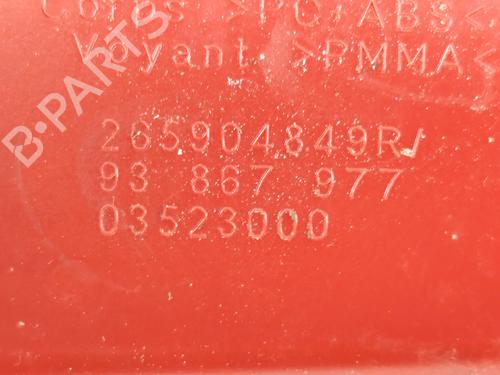 Corps >PC/ABS<
Voyant >PMMA<
265904849R/
93 867 977
03523000
B-PARTS